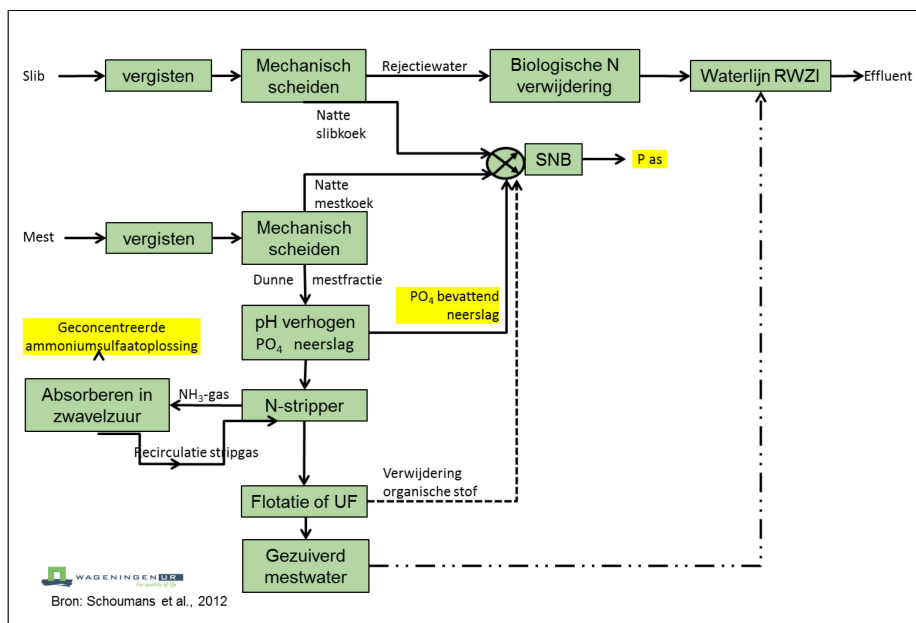 Slib
vergisten
Mechanisch
scheiden
Rejectiewater
Biologische N
verwijdering
Waterlijn RWZI
Effluent
Natte
slibkoek
SNB
P as
Natte
mestkoek
Mest
vergisten
Mechanisch
scheiden
Dunne mestfractie
PO₄ bevattend
neerslag
pH verhogen
PO₄ neerslag
Geconcentreerde
ammoniumsulfaatoplossing
Absorberen in
zwavelzuur
NH₃-gas
N-stripper
Recirculatie stripgas
Verwijdering
organische stof
Flotatie of UF
Gezuiverd
mestwater
WAGENINGEN UR
For quality of life
Bron: Schoumans et al., 2012